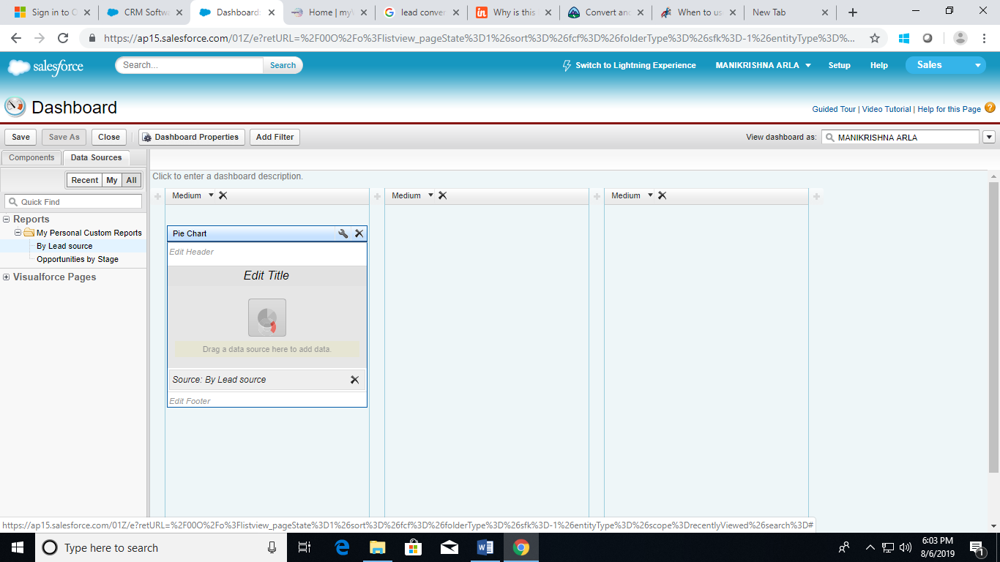 Sign in to C
CRM Softwa
Dashboard:
Home | my\
lead conver
Why is this
Convert and
When to us
New Tab
https://ap15.salesforce.com/01Z/e?retURL=%2F00O%2Fo%3Flistview_pageState%3D1%26sort%3D%26fcf%3D%26folderType%3D%26sfk%3D-1%26entityType%3D%...
salesforce
Search...
Search
Switch to Lightning Experience
MANIKRISHNA ARLA
Setup
Help
Sales
Dashboard
Guided Tour | Video Tutorial | Help for this Page ?
Save
Save As
Close
Dashboard Properties
Add Filter
View dashboard as:
MANIKRISHNA ARLA
Components
Data Sources
Recent
My
All
Quick Find
Reports
My Personal Custom Reports
By Lead source
Opportunities by Stage
Visualforce Pages
Click to enter a dashboard description.
Medium
Medium
Medium
Pie Chart
Edit Header
Edit Title
Drag a data source here to add data.
Source: By Lead source
Edit Footer
https://ap15.salesforce.com/01Z/e?retURL=%2F00O%2Fo%3Flistview_pageState%3D1%26sort%3D%26fcf%3D%26folderType%3D%26sfk%3D-1%26entityType%3D%26scope%3DrecentlyViewed%26search%3D#
Type here to search
6:03 PM
8/6/2019
1